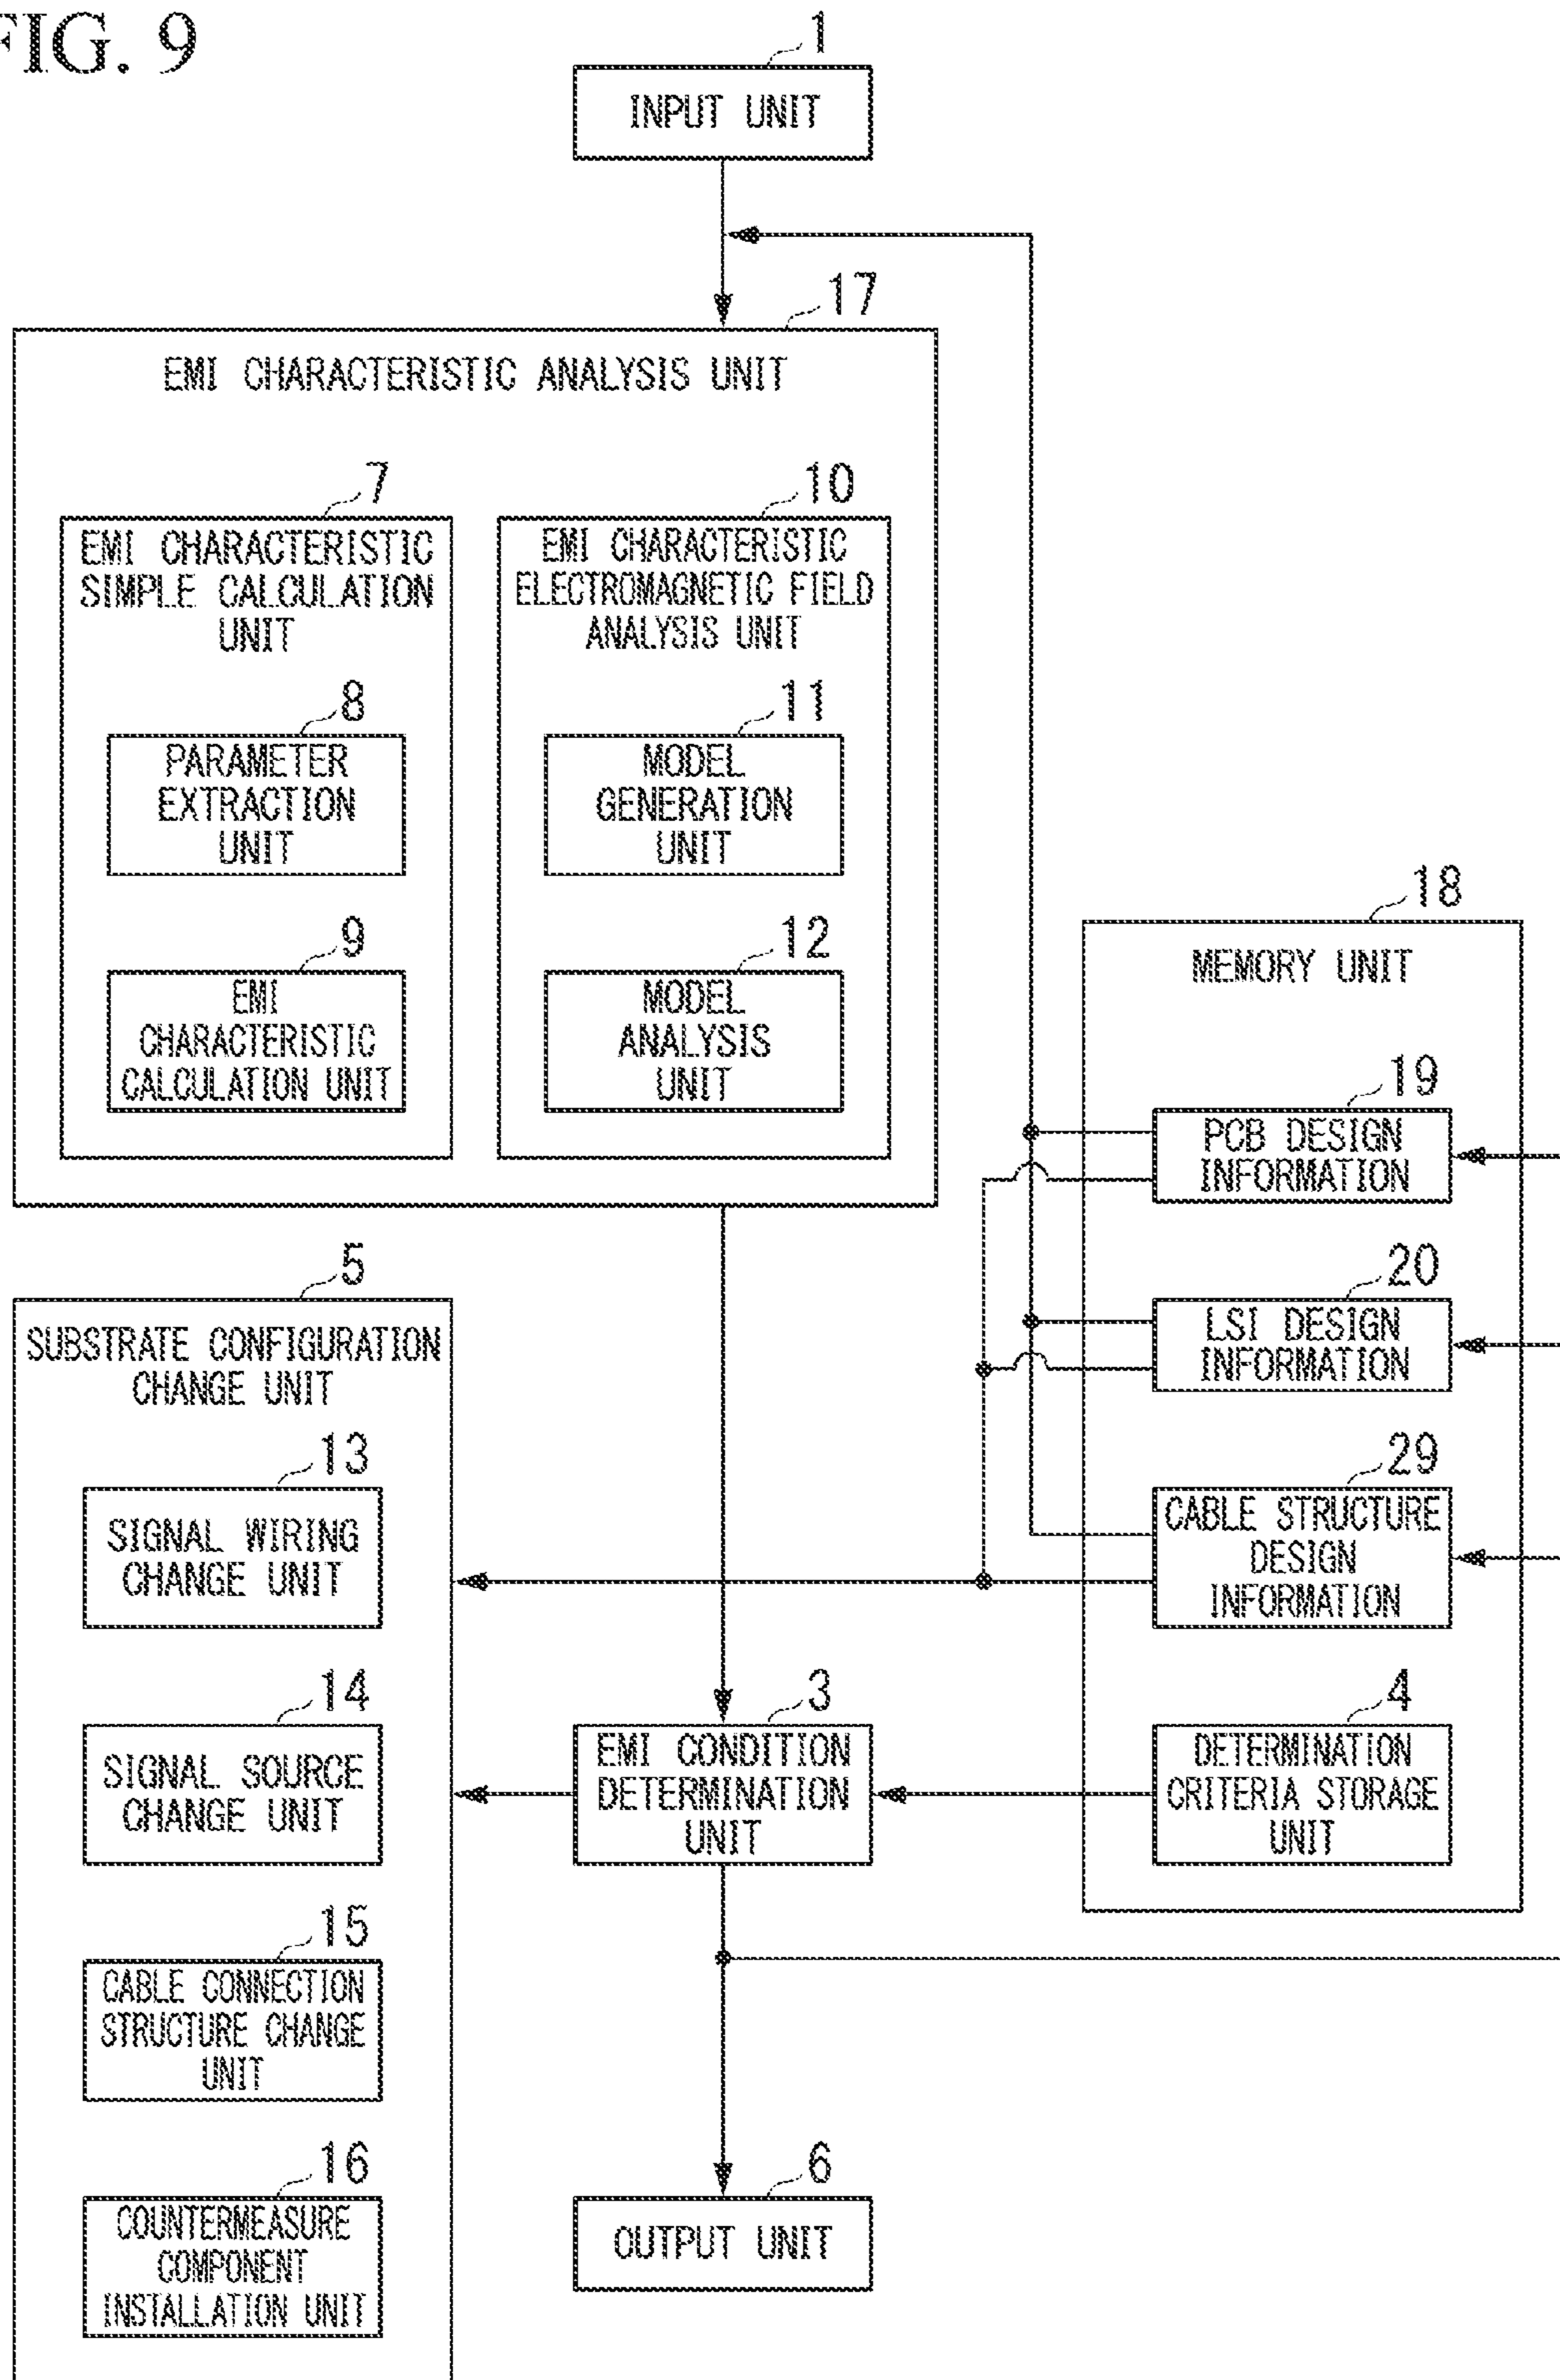 FIG. 9
1
INPUT UNIT
17
EMI CHARACTERISTIC ANALYSIS UNIT
7
EMI CHARACTERISTIC
SIMPLE CALCULATION
UNIT
8
PARAMETER
EXTRACTION
UNIT
9
EMI
CHARACTERISTIC
CALCULATION UNIT
10
EMI CHARACTERISTIC
ELECTROMAGNETIC FIELD
ANALYSIS UNIT
11
MODEL
GENERATION
UNIT
12
MODEL
ANALYSIS
UNIT
18
MEMORY UNIT
19
PCB DESIGN
INFORMATION
20
LSI DESIGN
INFORMATION
29
CABLE STRUCTURE
DESIGN
INFORMATION
4
DETERMINATION
CRITERIA STORAGE
UNIT
5
SUBSTRATE CONFIGURATION
CHANGE UNIT
13
SIGNAL WIRING
CHANGE UNIT
14
SIGNAL SOURCE
CHANGE UNIT
15
CABLE CONNECTION
STRUCTURE CHANGE
UNIT
16
COUNTERMEASURE
COMPONENT
INSTALLATION UNIT
3
EMI CONDITION
DETERMINATION
UNIT
6
OUTPUT UNIT